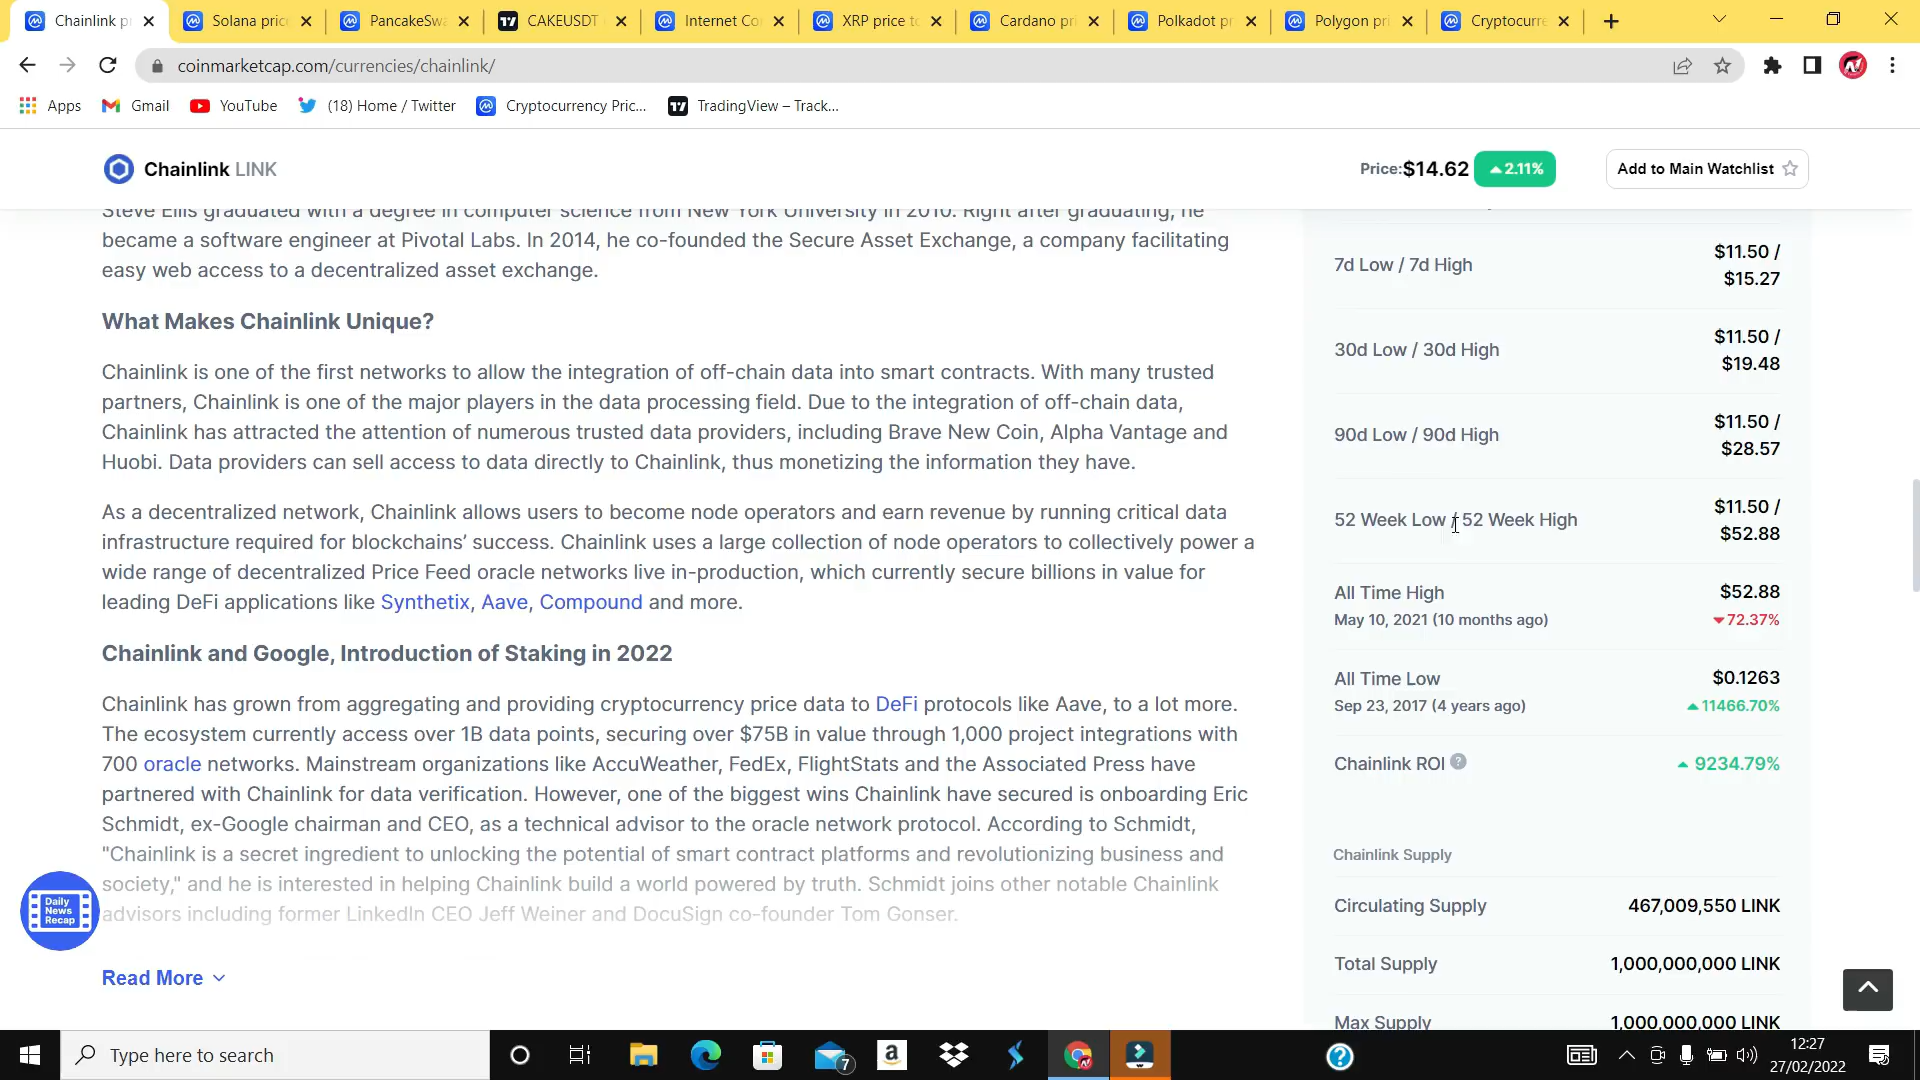 Chainlink p
Solana pric
PancakeSwa
CAKEUSDT
Internet Co
XRP price to
Cardano pri
Polkadot pr
Polygon pri
Cryptocurre
coinmarketcap.com/currencies/chainlink/
Apps
Gmail
YouTube
(18) Home / Twitter
Cryptocurrency Pric...
TradingView – Track...
Chainlink LINK
Price:$14.62
2.11%
Add to Main Watchlist
Steve Ellis graduated with a degree in computer science from New York University in 2010. Right after graduating, he
became a software engineer at Pivotal Labs. In 2014, he co-founded the Secure Asset Exchange, a company facilitating
easy web access to a decentralized asset exchange.
What Makes Chainlink Unique?
Chainlink is one of the first networks to allow the integration of off-chain data into smart contracts. With many trusted
partners, Chainlink is one of the major players in the data processing field. Due to the integration of off-chain data,
Chainlink has attracted the attention of numerous trusted data providers, including Brave New Coin, Alpha Vantage and
Huobi. Data providers can sell access to data directly to Chainlink, thus monetizing the information they have.
As a decentralized network, Chainlink allows users to become node operators and earn revenue by running critical data
infrastructure required for blockchains’ success. Chainlink uses a large collection of node operators to collectively power a
wide range of decentralized Price Feed oracle networks live in-production, which currently secure billions in value for
leading DeFi applications like Synthetix, Aave, Compound and more.
Chainlink and Google, Introduction of Staking in 2022
Chainlink has grown from aggregating and providing cryptocurrency price data to DeFi protocols like Aave, to a lot more.
The ecosystem currently access over 1B data points, securing over $75B in value through 1,000 project integrations with
700 oracle networks. Mainstream organizations like AccuWeather, FedEx, FlightStats and the Associated Press have
partnered with Chainlink for data verification. However, one of the biggest wins Chainlink have secured is onboarding Eric
Schmidt, ex-Google chairman and CEO, as a technical advisor to the oracle network protocol. According to Schmidt,
"Chainlink is a secret ingredient to unlocking the potential of smart contract platforms and revolutionizing business and
society," and he is interested in helping Chainlink build a world powered by truth. Schmidt joins other notable Chainlink
advisors including former LinkedIn CEO Jeff Weiner and DocuSign co-founder Tom Gonser.
Read More
Daily
News
Recap
7d Low / 7d High
$11.50 /
$15.27
30d Low / 30d High
$11.50 /
$19.48
90d Low / 90d High
$11.50 /
$28.57
52 Week Low / 52 Week High
$11.50 /
$52.88
All Time High
$52.88
May 10, 2021 (10 months ago)
72.37%
All Time Low
$0.1263
Sep 23, 2017 (4 years ago)
11466.70%
Chainlink ROI
9234.79%
Chainlink Supply
Circulating Supply
467,009,550 LINK
Total Supply
1,000,000,000 LINK
Max Supply
1,000,000,000 LINK
Type here to search
7
12:27
27/02/2022